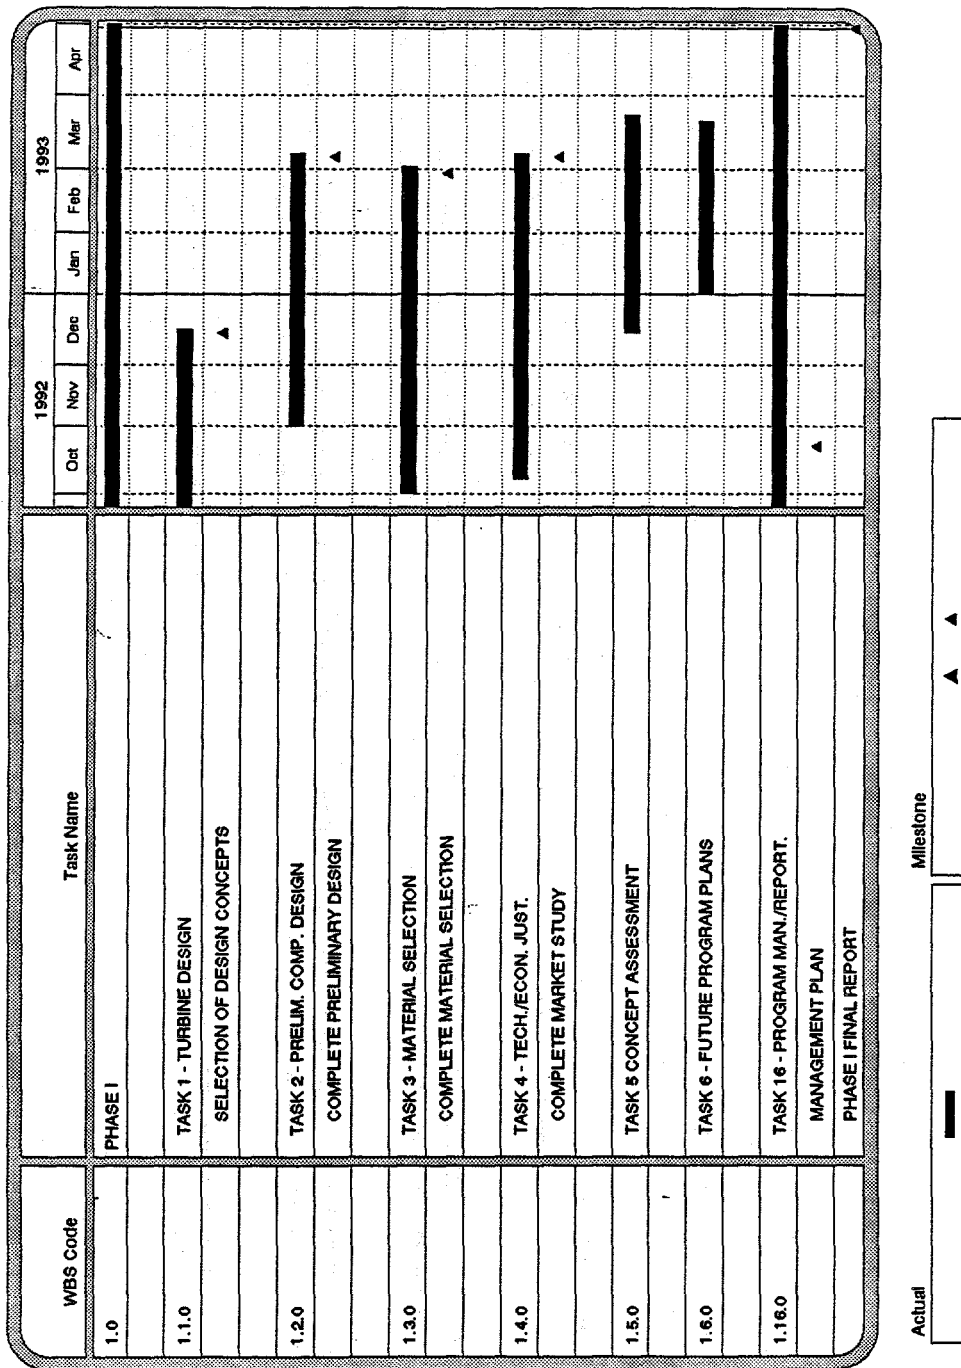 WBS Code Task Name 1992 1993
Oct Nov Dec Jan Feb Mar Apr
1.0 PHASE I
1.1.0 TASK 1 - TURBINE DESIGN
SELECTION OF DESIGN CONCEPTS
1.2.0 TASK 2 - PRELIM. COMP. DESIGN
COMPLETE PRELIMINARY DESIGN
1.3.0 TASK 3 - MATERIAL SELECTION
COMPLETE MATERIAL SELECTION
1.4.0 TASK 4 - TECH./ECON. JUST.
COMPLETE MARKET STUDY
1.5.0 TASK 5 CONCEPT ASSESSMENT
1.6.0 TASK 6 - FUTURE PROGRAM PLANS
1.16.0 TASK 16 - PROGRAM MAN./REPORT.
MANAGEMENT PLAN
PHASE I FINAL REPORT
Actual Milestone